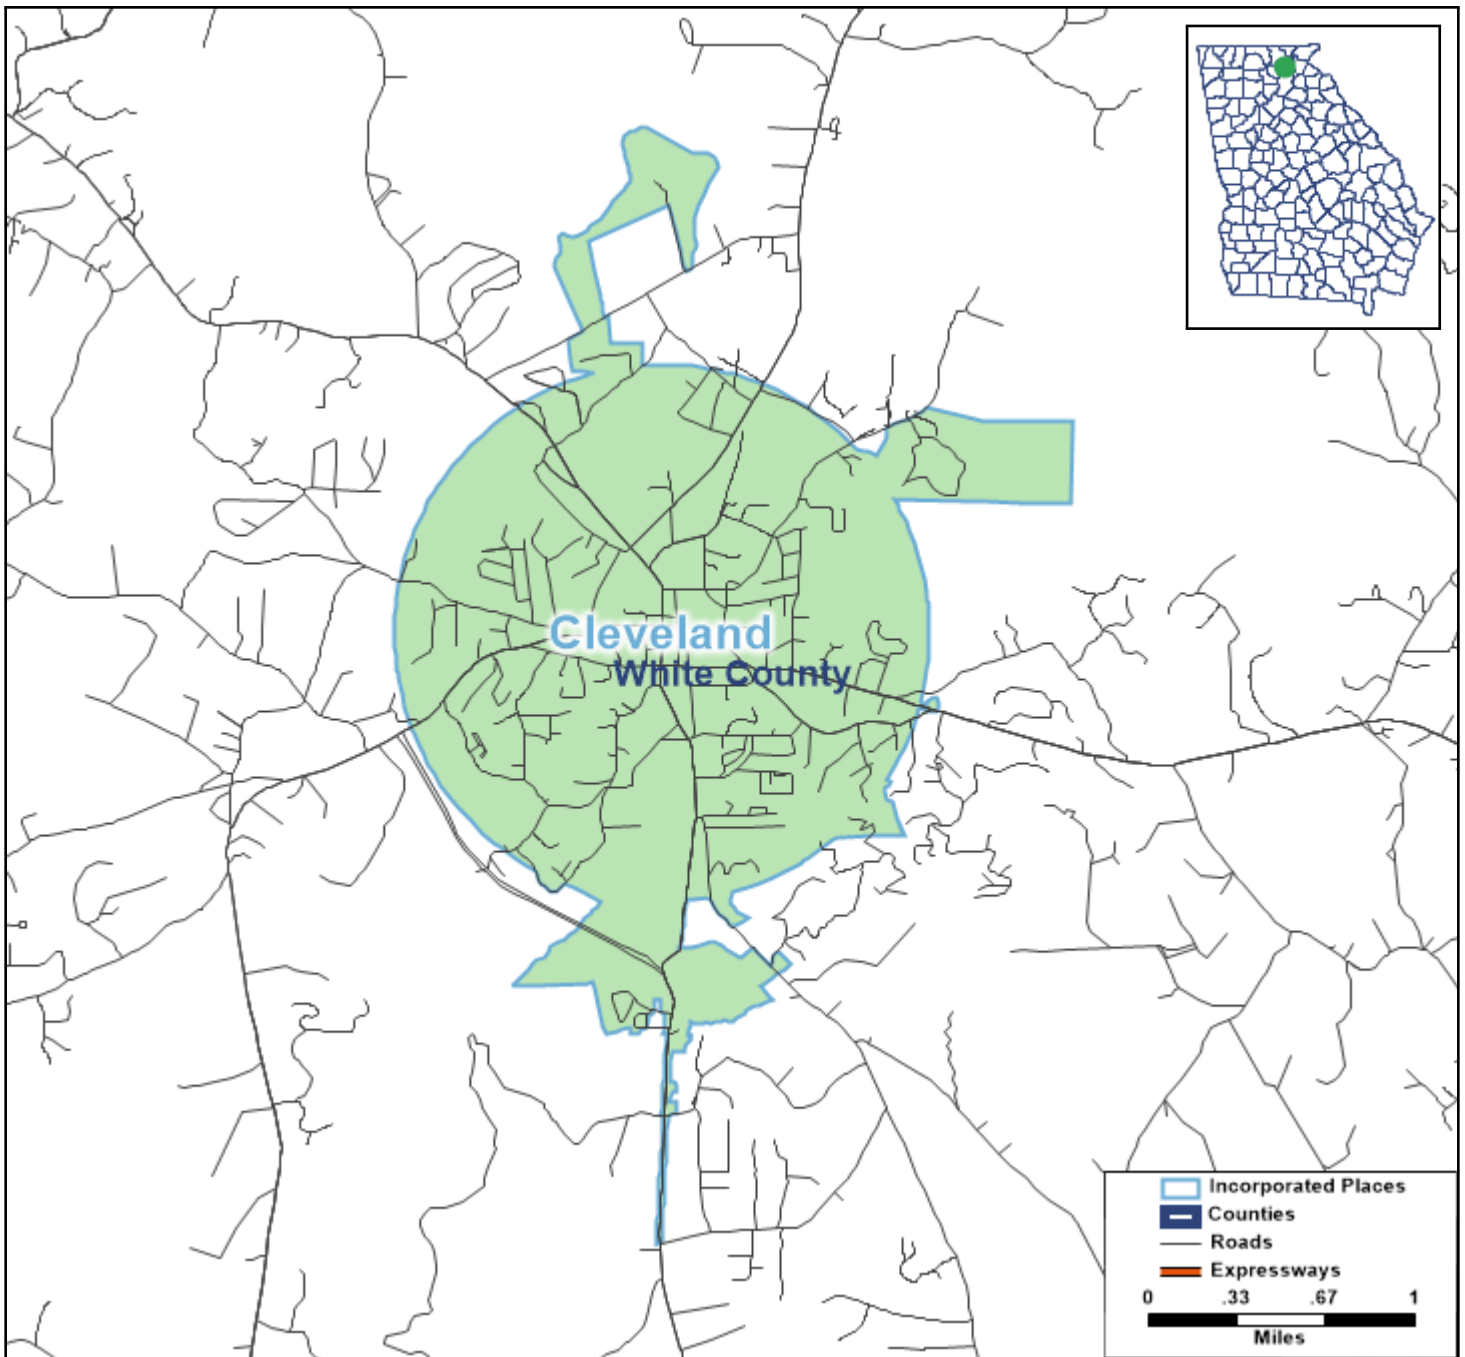 Cleveland
White County
Incorporated Places
Counties
Roads
Expressways
0 .33 .67 1
Miles